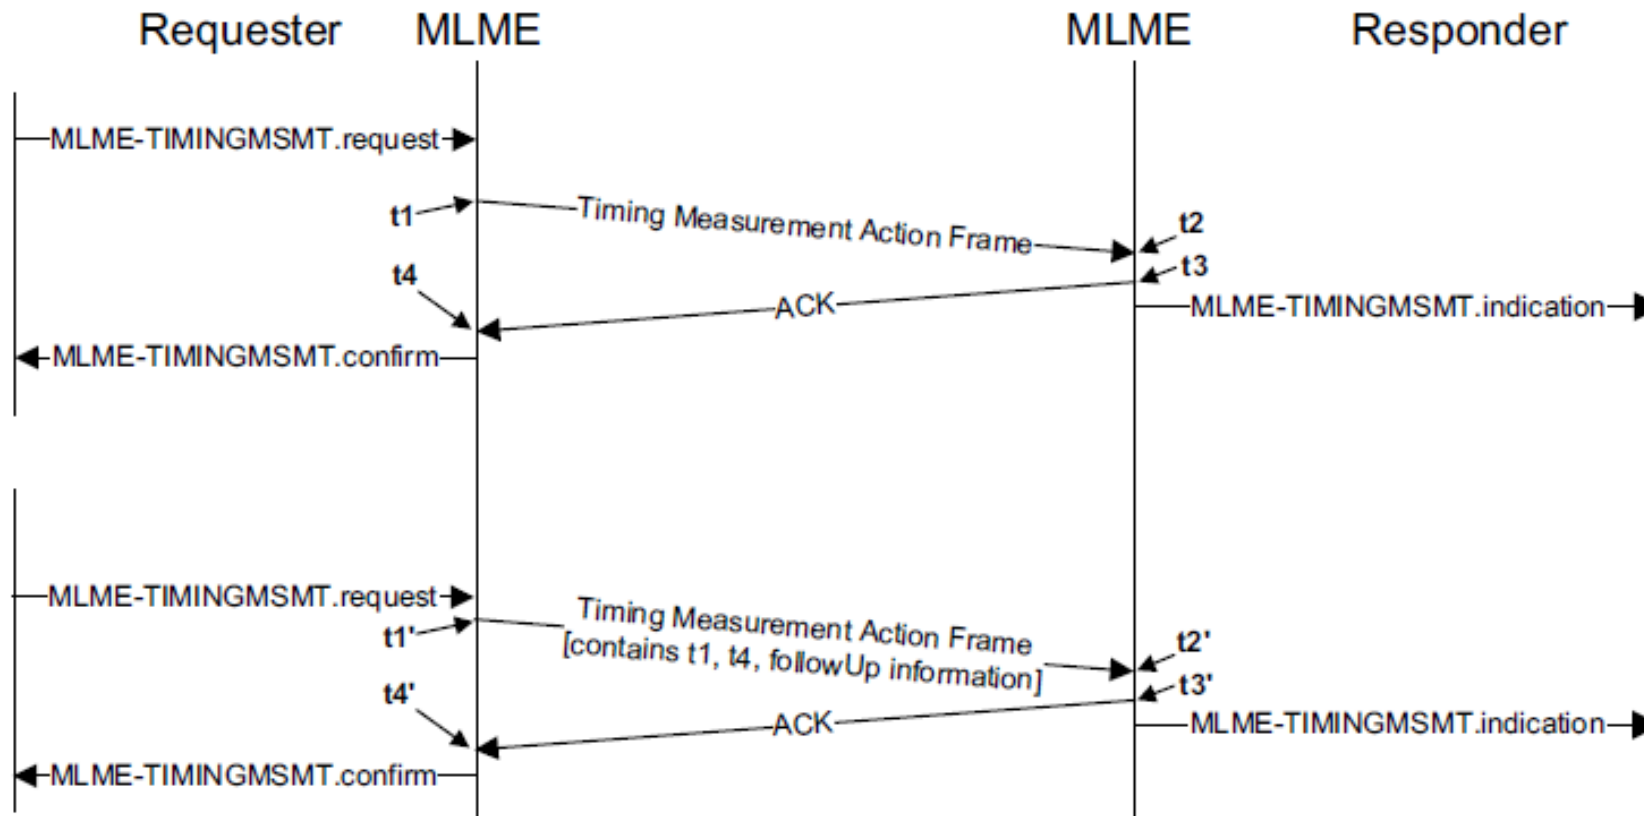 Requester MLME MLME Responder
MLME-TIMINGMSMT.request
t1
Timing Measurement Action Frame
t2
t4
t3
ACK
MLME-TIMINGMSMT.indication
MLME-TIMINGMSMT.confirm
MLME-TIMINGMSMT.request
t1'
Timing Measurement Action Frame
[contains t1, t4, followUp information]
t2'
t4'
t3'
ACK
MLME-TIMINGMSMT.indication
MLME-TIMINGMSMT.confirm